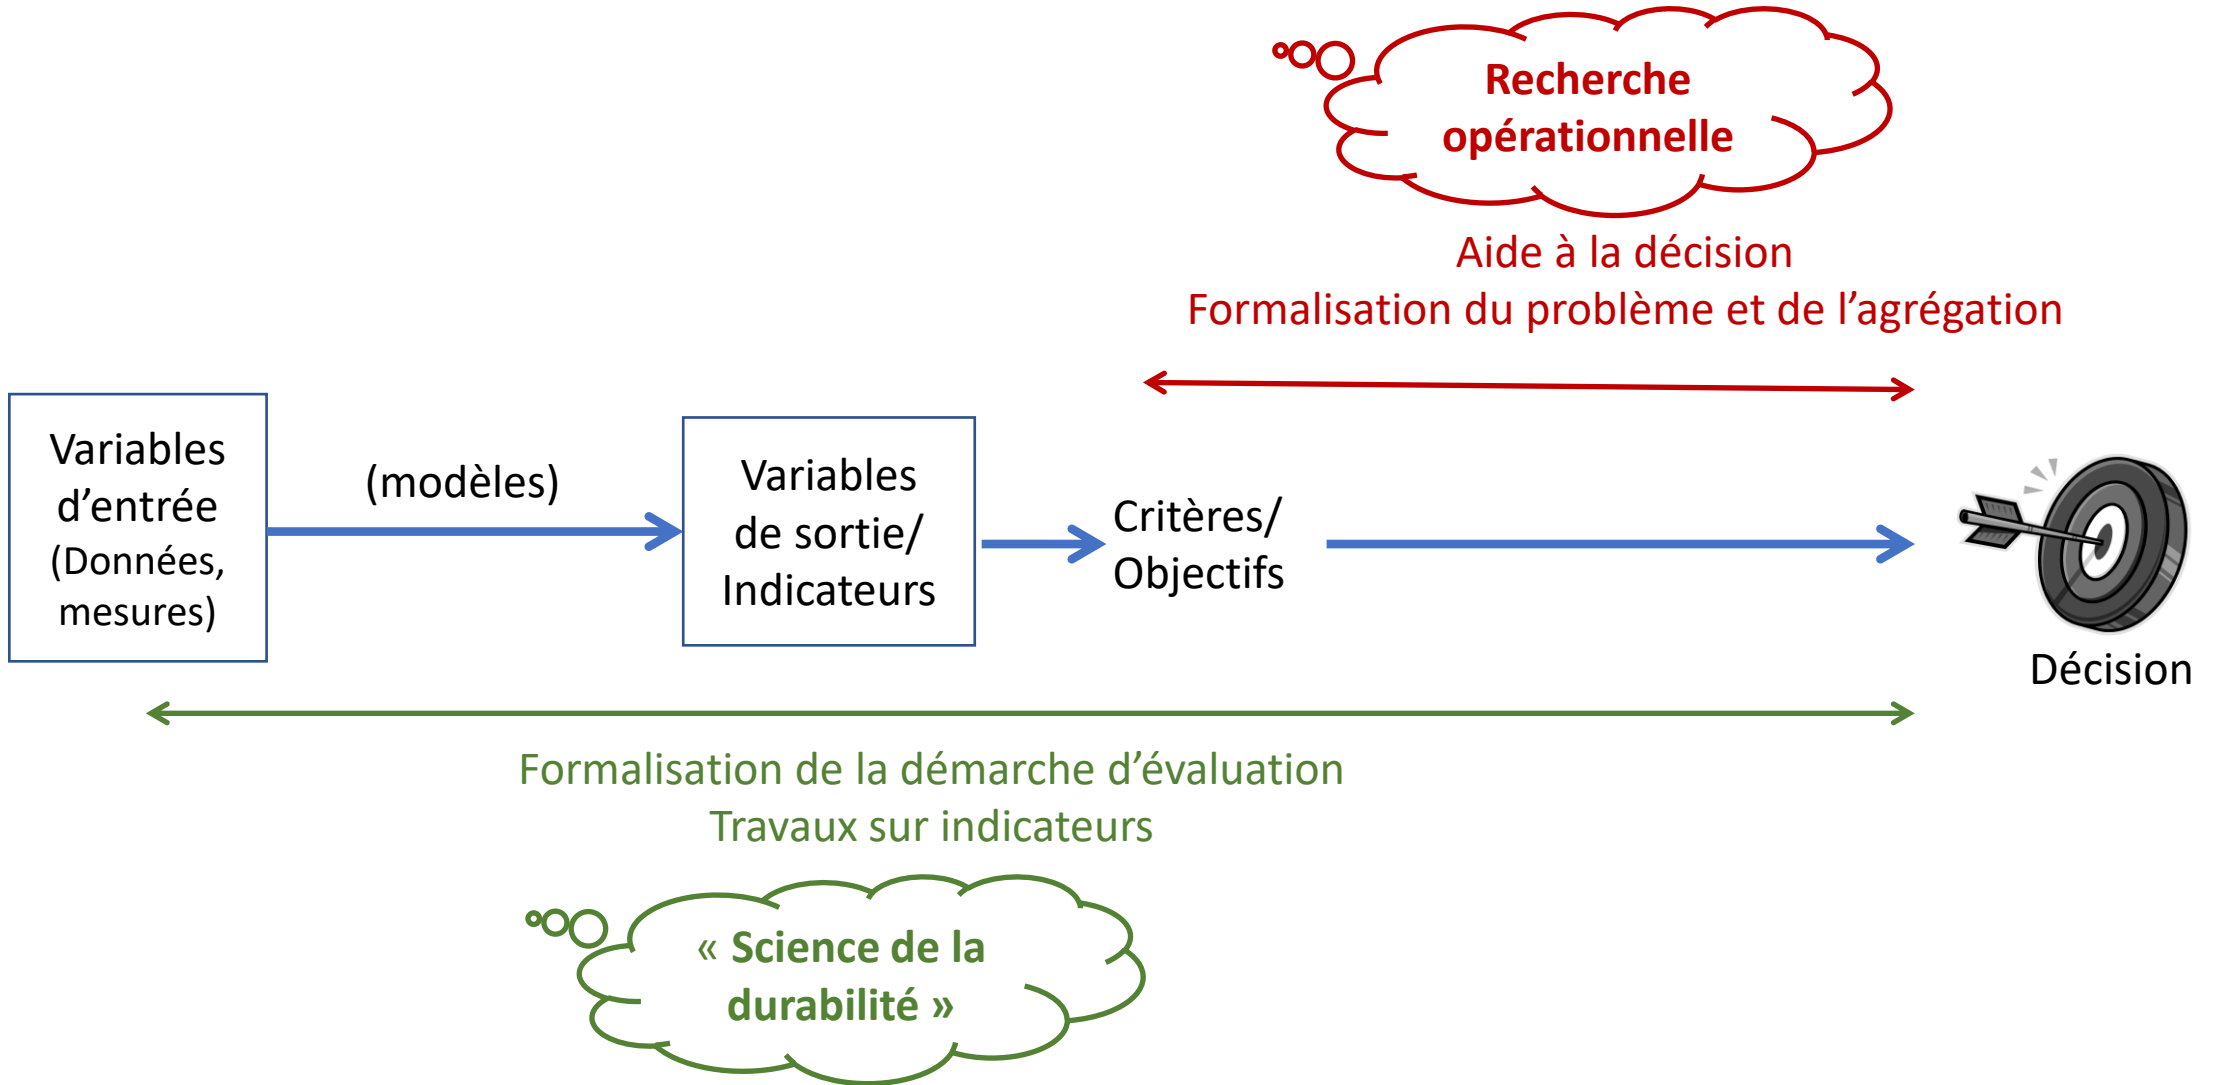 Recherche
opérationnelle
Aide à la décision
Formalisation du problème et de l’agrégation
Variables
d’entrée
(Données,
mesures)
(modèles)
Variables
de sortie/
Indicateurs
Critères/
Objectifs
Décision
Formalisation de la démarche d’évaluation
Travaux sur indicateurs
« Science de la
durabilité »